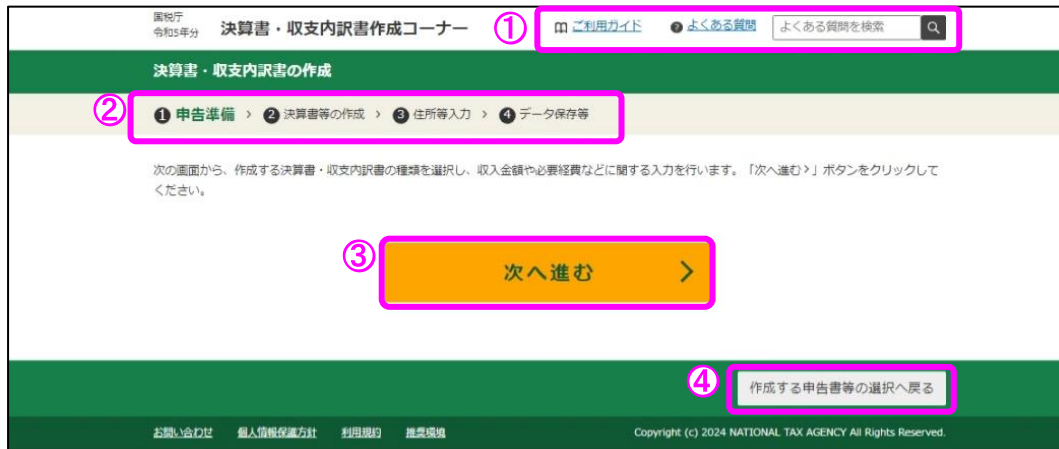 国税庁
令和5年分 決算書・収支内訳書作成コーナー ① ご利用ガイド ? よくある質問 よくある質問を検索
決算書・収支内訳書の作成
② ❶ 申告準備 › ❷ 決算書等の作成 › ❸ 住所等入力 › ❹ データ保存等
次の画面から、作成する決算書・収支内訳書の種類を選択し、収入金額や必要経費などに関する入力を行います。「次へ進む›」ボタンをクリックして
ください。
③ 次へ進む
④ 作成する申告書等の選択へ戻る
お問い合わせ 個人情報保護方針 利用規約 推奨環境 Copyright (c) 2024 NATIONAL TAX AGENCY All Rights Reserved.